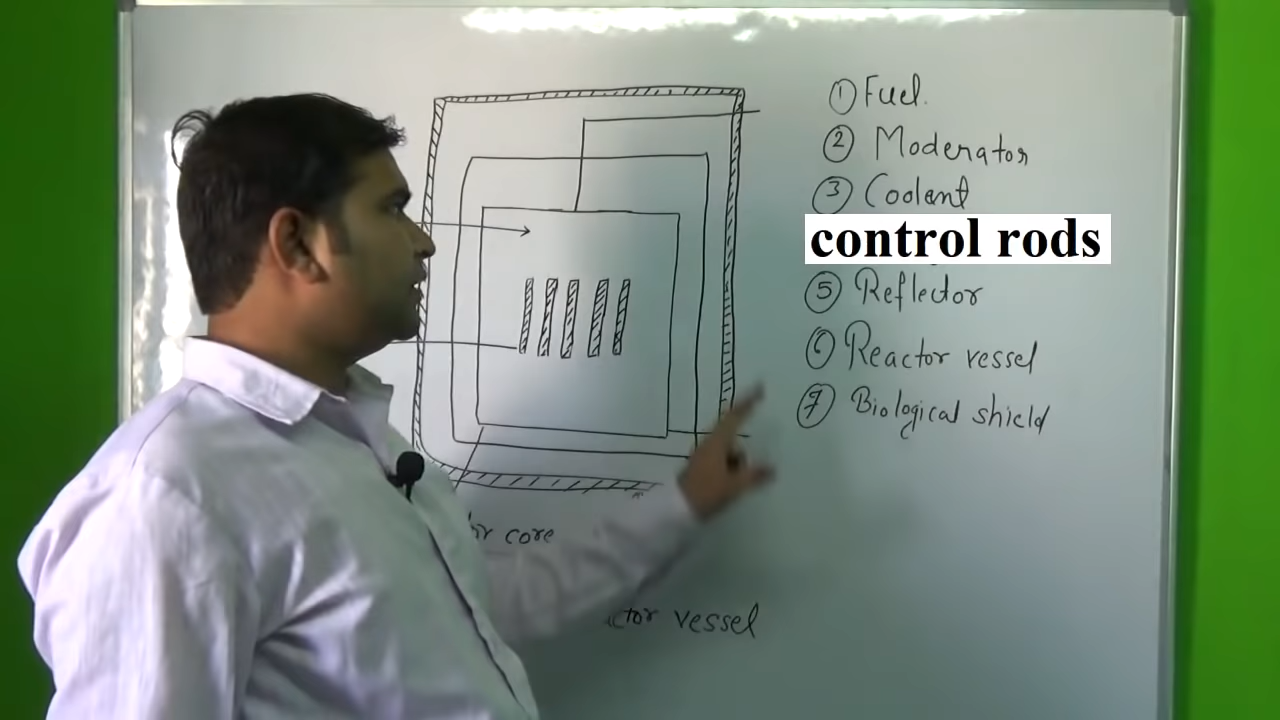 ① Fuel.
② Moderator
③ Coolant
control rods
⑤ Reflector
⑥ Reactor vessel
⑦ Biological shield
core
vessel